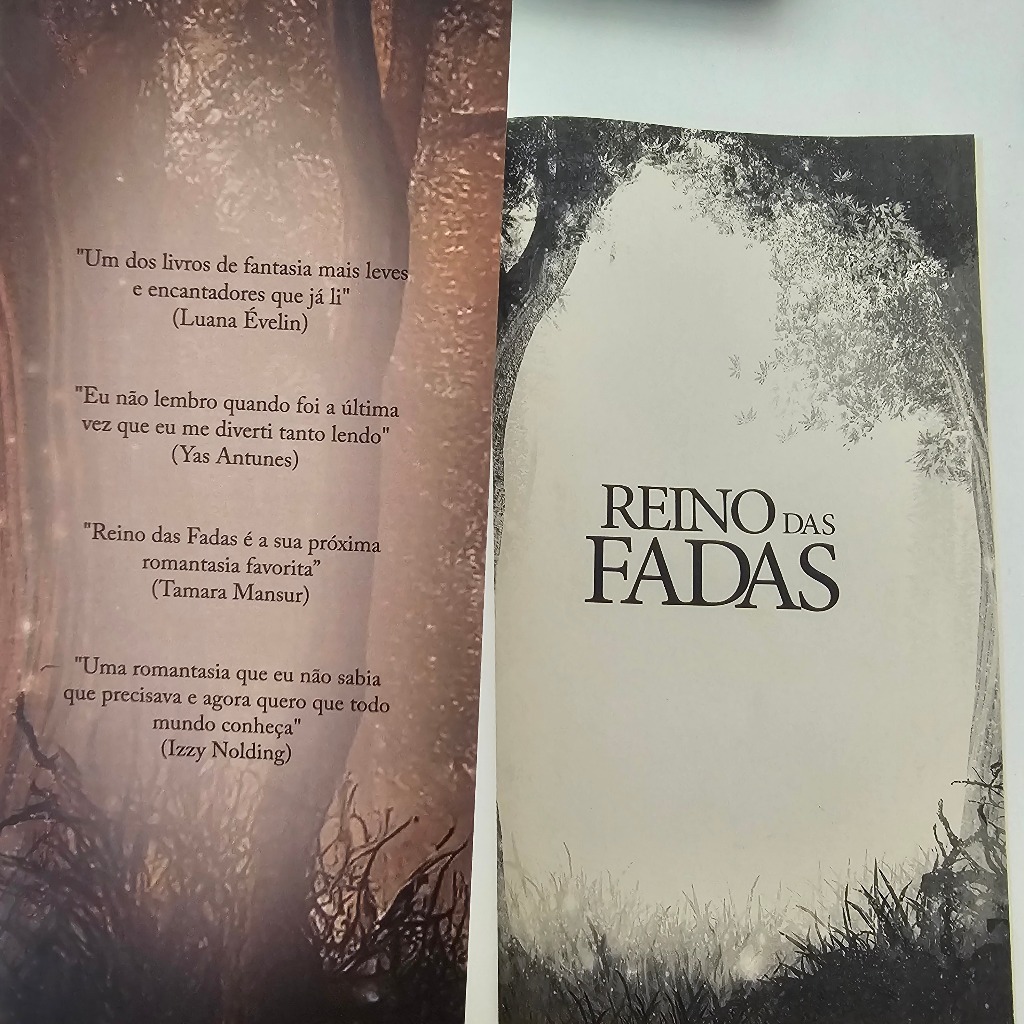 "Um dos livros de fantasia mais leves
e encantadores que já li"
(Luana Évelin)
"Eu não lembro quando foi a última
vez que eu me diverti tanto lendo"
(Yas Antunes)
"Reino das Fadas é a sua próxima
romantasia favorita”
(Tamara Mansur)
"Uma romantasia que eu não sabia
que precisava e agora quero que todo
mundo conheça"
(Izzy Nolding)
REINO DAS
FADAS